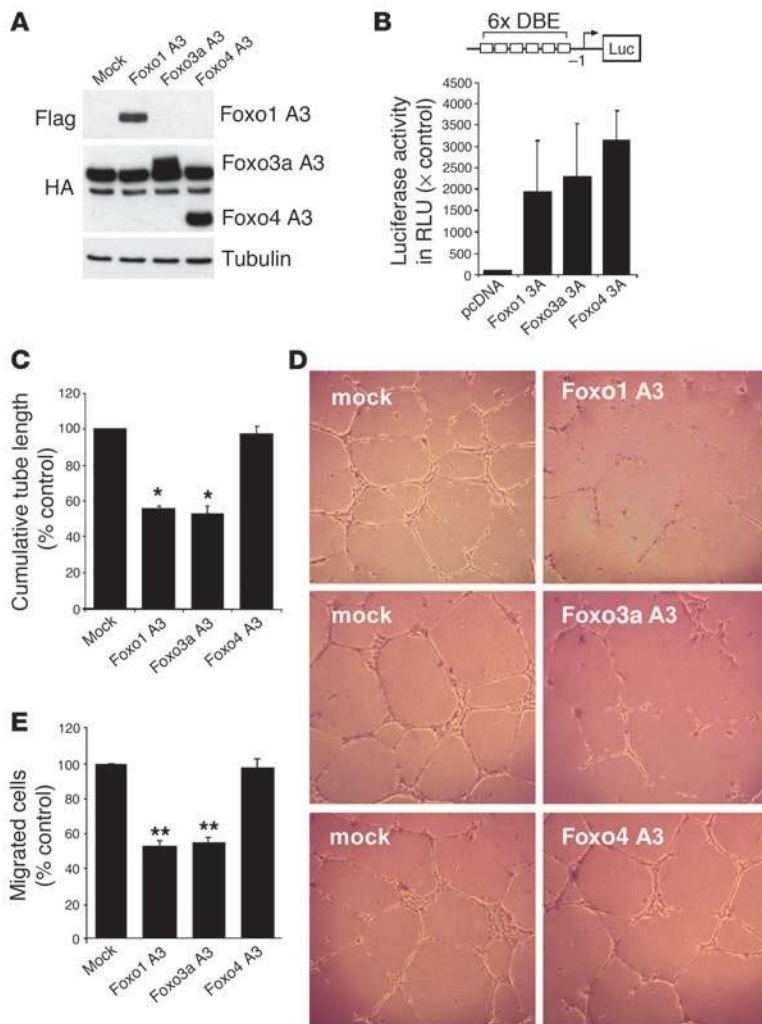 A
Mock
Foxo1 A3
Foxo3a A3
Foxo4 A3
Flag
Foxo1 A3
HA
Foxo3a A3
Foxo4 A3
Tubulin
B
6x DBE
−1
Luc
Luciferase activity
in RLU (× control)
4500
4000
3500
3000
2500
2000
1500
1000
500
0
pcDNA
Foxo1 3A
Foxo3a 3A
Foxo4 3A
C
Cumulative tube length
(% control)
120
100
80
60
40
20
0
*
*
Mock
Foxo1 A3
Foxo3a A3
Foxo4 A3
D
mock
Foxo1 A3
mock
Foxo3a A3
mock
Foxo4 A3
E
Migrated cells
(% control)
120
100
80
60
40
20
0
**
**
Mock
Foxo1 A3
Foxo3a A3
Foxo4 A3